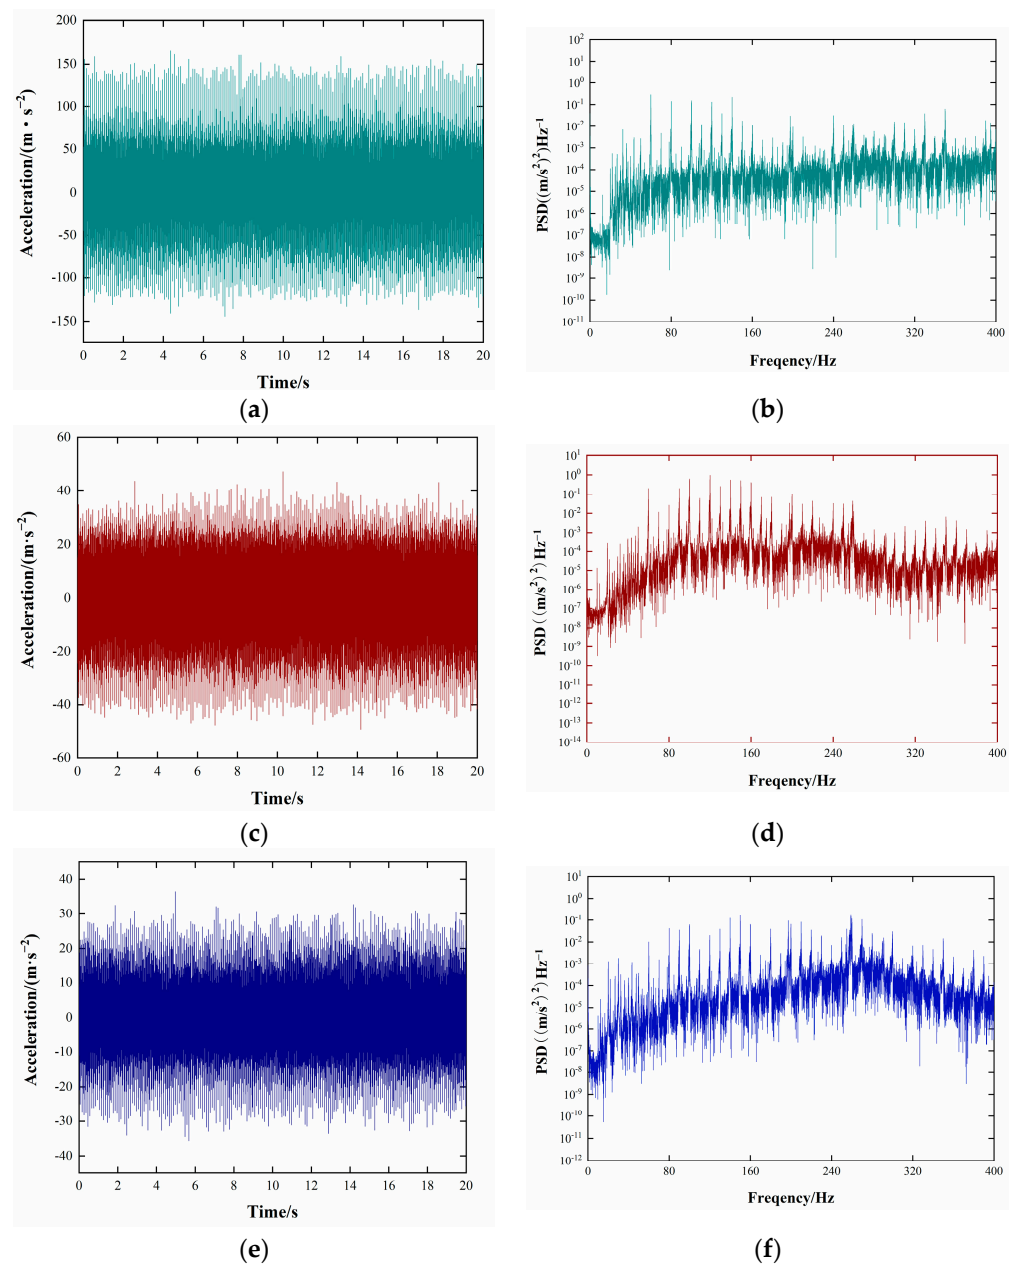 200
150
100
50
0
-50
-100
-150
0 2 4 6 8 10 12 14 16 18 20
Acceleration/(m · s⁻²)
Time/s
(a)
10² 
10¹
10⁰
10⁻¹
10⁻²
10⁻³
10⁻⁴
10⁻⁵
10⁻⁶
10⁻⁷
10⁻⁸
10⁻⁹
10⁻¹⁰
10⁻¹¹
0 80 160 240 320 400
PSD((m/s²)²)Hz⁻¹
Freqency/Hz
(b)
60
40
20
0
-20
-40
-60
0 2 4 6 8 10 12 14 16 18 20
Acceleration/(m·s⁻²)
Time/s
(c)
10¹
10⁰
10⁻¹
10⁻²
10⁻³
10⁻⁴
10⁻⁵
10⁻⁶
10⁻⁷
10⁻⁸
10⁻⁹
10⁻¹⁰
10⁻¹¹
10⁻¹²
10⁻¹³
10⁻¹⁴
0 80 160 240 320 400
PSD((m/s²)²)Hz⁻¹
Freqency/Hz
(d)
40
30
20
10
0
-10
-20
-30
-40
0 2 4 6 8 10 12 14 16 18 20
Acceleration/(m·s⁻²)
Time/s
(e)
10¹
10⁰
10⁻¹
10⁻²
10⁻³
10⁻⁴
10⁻⁵
10⁻⁶
10⁻⁷
10⁻⁸
10⁻⁹
10⁻¹⁰
10⁻¹¹
10⁻¹²
0 80 160 240 320 400
PSD((m/s²)²)Hz⁻¹
Freqency/Hz
(f)